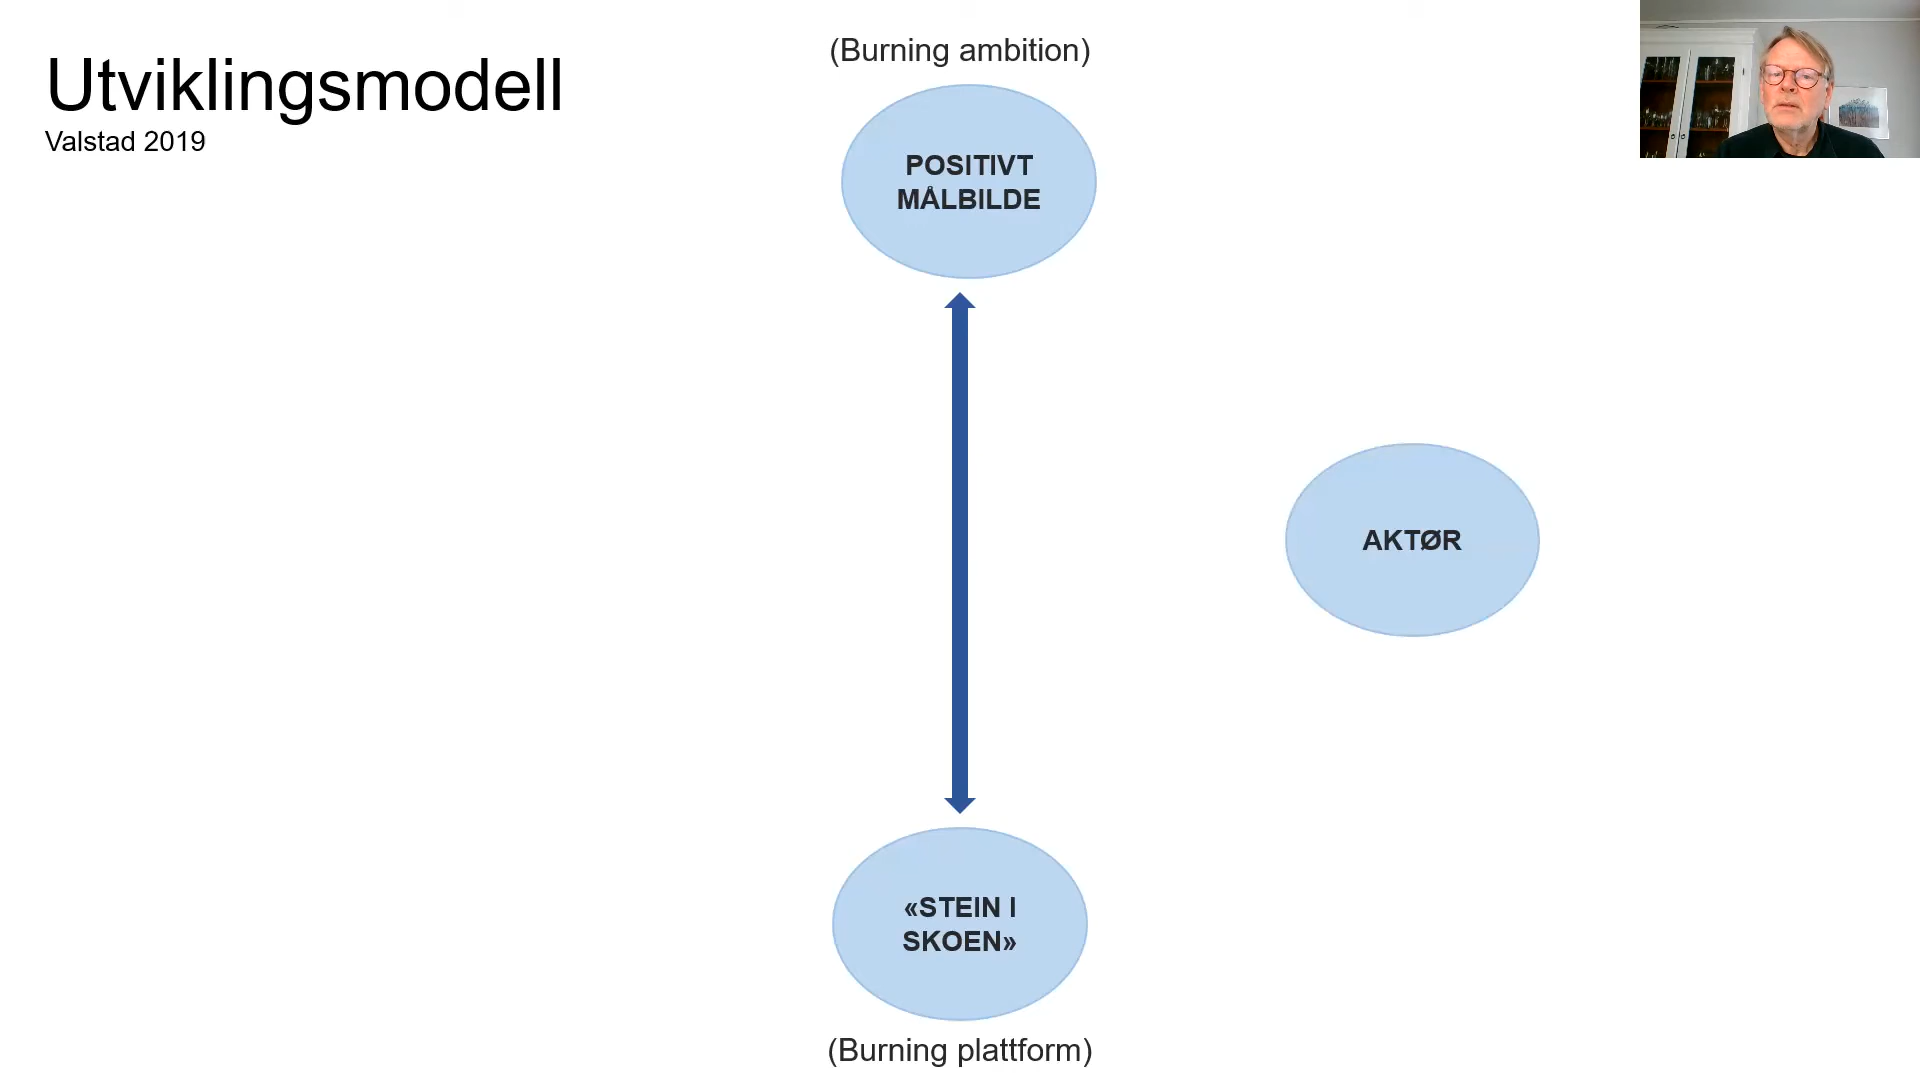 Utviklingsmodell
Valstad 2019
(Burning ambition)
POSITIVT
MÅLBILDE
AKTØR
«STEIN I
SKOEN»
(Burning plattform)